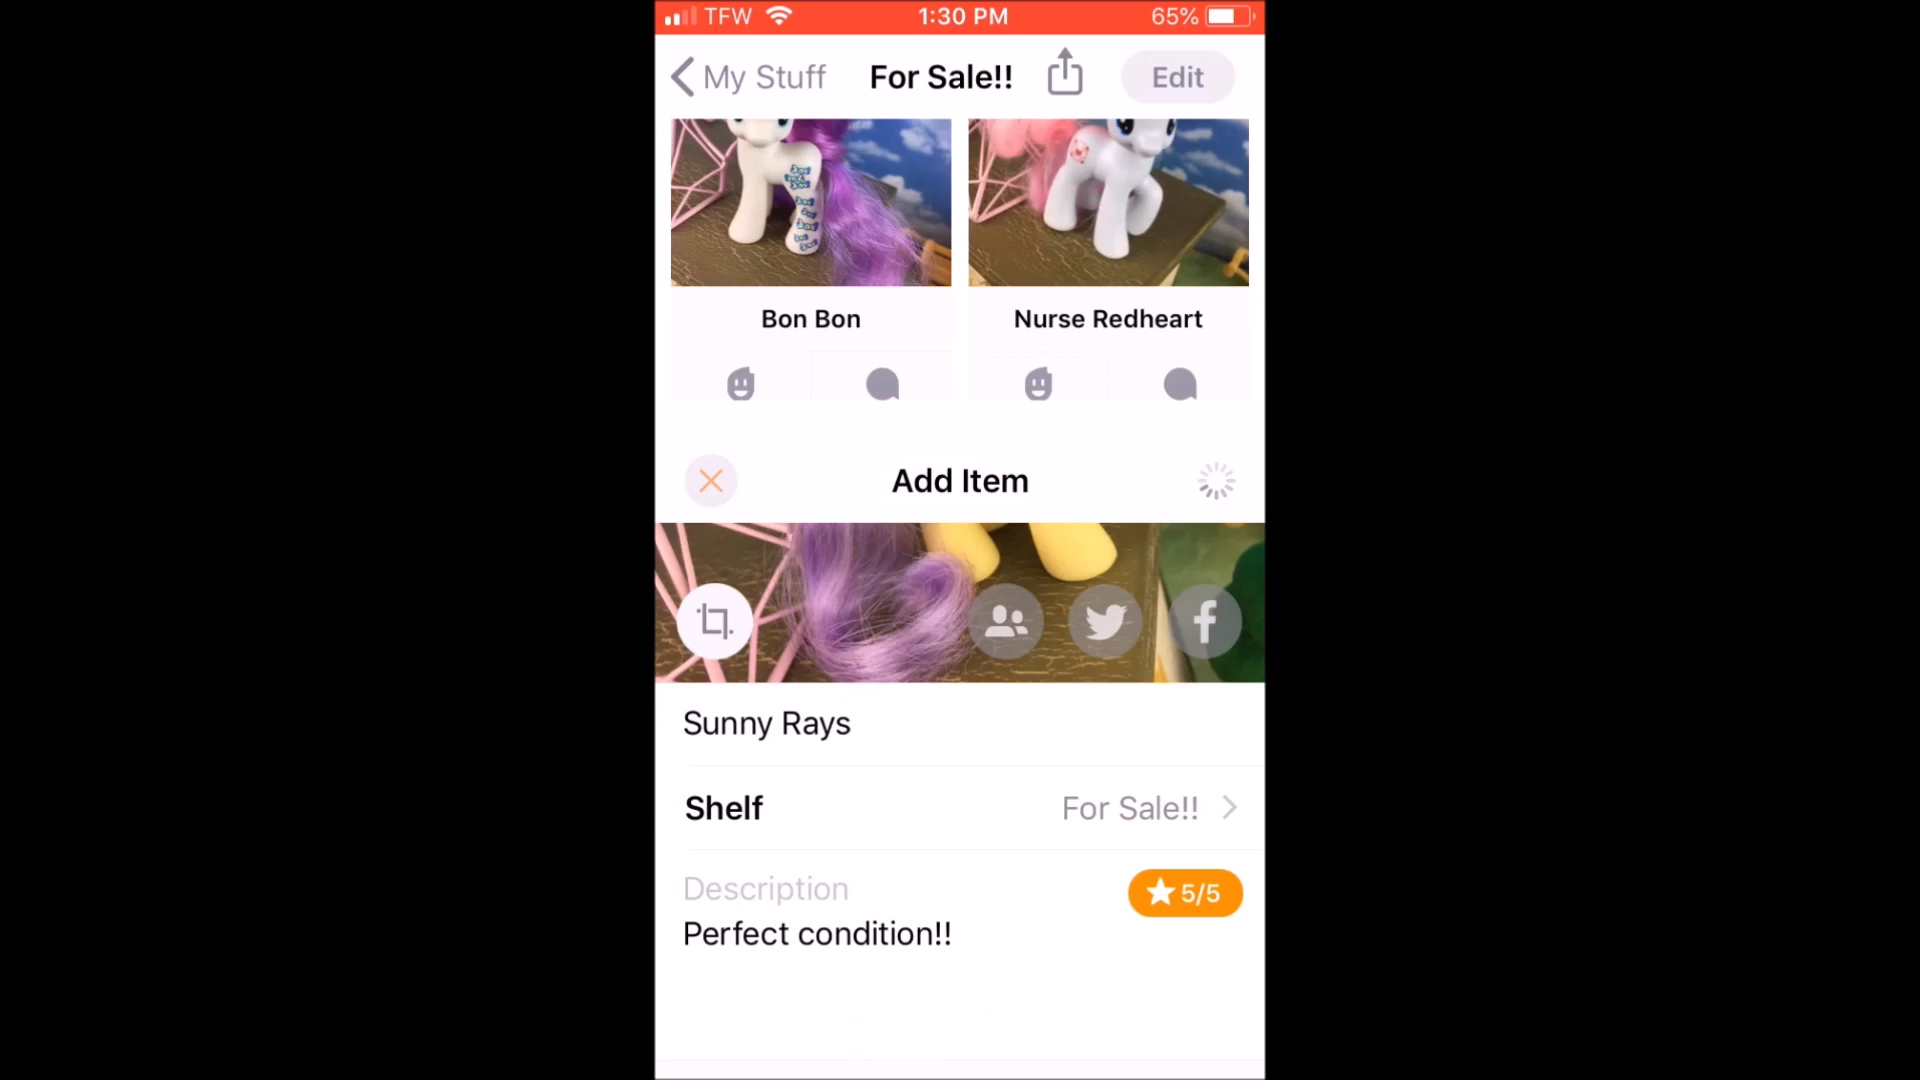 TFW 1:30 PM 65%
My Stuff For Sale!! Edit
Bon Bon Nurse Redheart
Add Item
Sunny Rays
Shelf For Sale!!
Description 5/5
Perfect condition!!